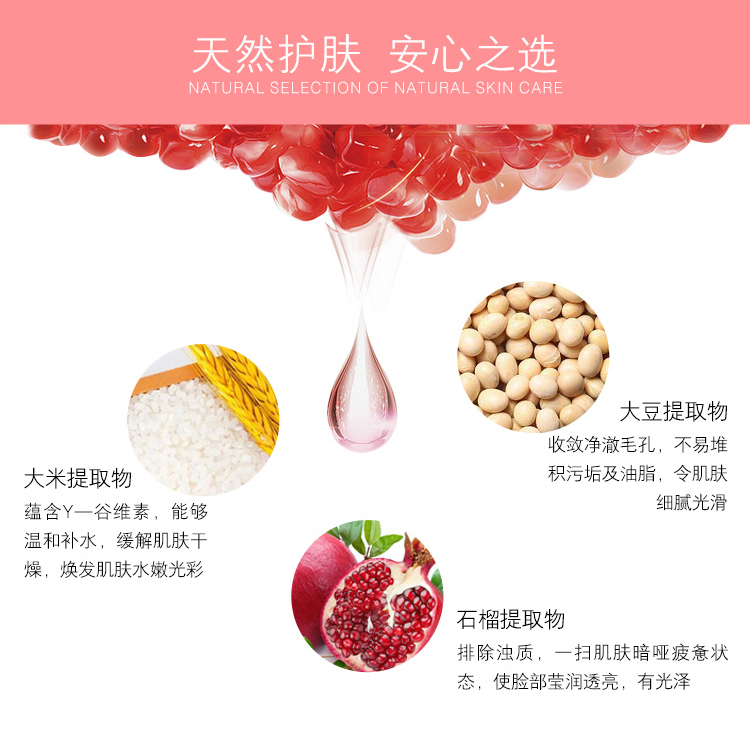 天然护肤 安心之选
NATURAL SELECTION OF NATURAL SKIN CARE
大豆提取物
收敛净澈毛孔，不易堆
积污垢及油脂，令肌肤
细腻光滑
大米提取物
蕴含Y—谷维素，能够
温和补水，缓解肌肤干
燥，焕发肌肤水嫩光彩
石榴提取物
排除浊质，一扫肌肤暗哑疲惫状
态，使脸部莹润透亮，有光泽